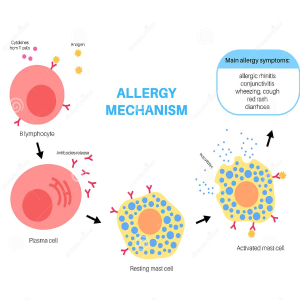 Cytokines
from T cells
Antigen
ALLERGY
MECHANISM
Main allergy symptoms:
allergic rhinitis
conjunctivitis
wheezing, cough
red rash
diarrhoea
B lymphocyte
Antibodies release
Plasma cell
Resting mast cell
Activated mast cell